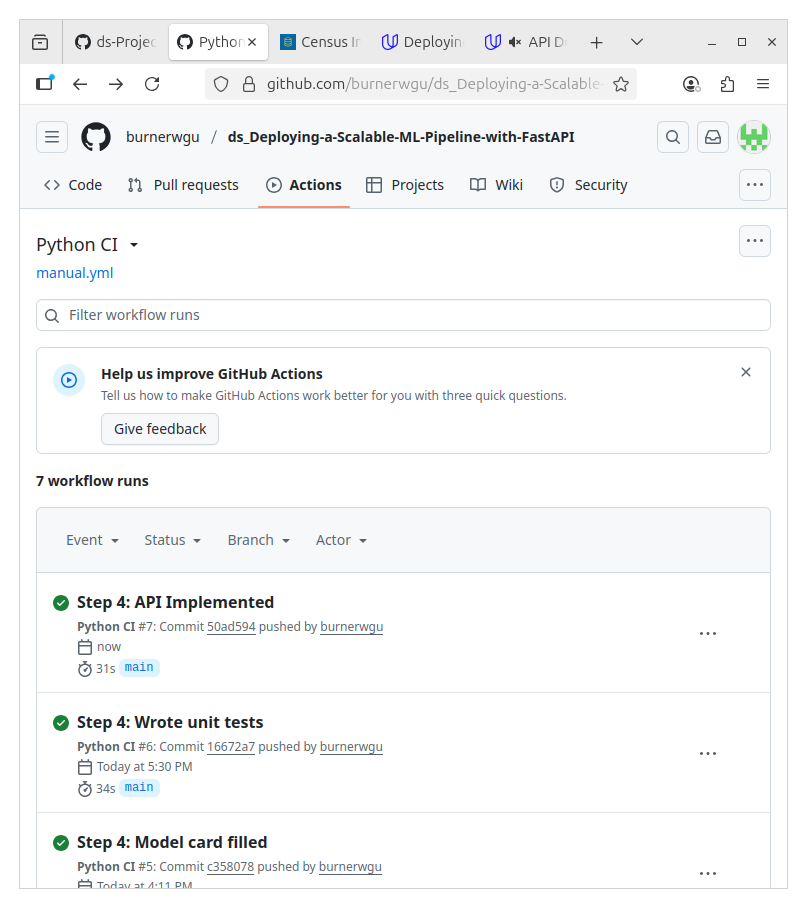 ds-Projec
Python
Census In
Deploying
API Do
github.com/burnerwgu/ds_Deploying-a-Scalable-
burnerwgu / ds_Deploying-a-Scalable-ML-Pipeline-with-FastAPI
Code Pull requests Actions Projects Wiki Security
Python CI
manual.yml
Filter workflow runs
Help us improve GitHub Actions
Tell us how to make GitHub Actions work better for you with three quick questions.
Give feedback
7 workflow runs
Event Status Branch Actor
Step 4: API Implemented
Python CI #7: Commit 50ad594 pushed by burnerwgu
now
31s main
Step 4: Wrote unit tests
Python CI #6: Commit 16672a7 pushed by burnerwgu
Today at 5:30 PM
34s main
Step 4: Model card filled
Python CI #5: Commit c358078 pushed by burnerwgu
Today at 4:11 PM